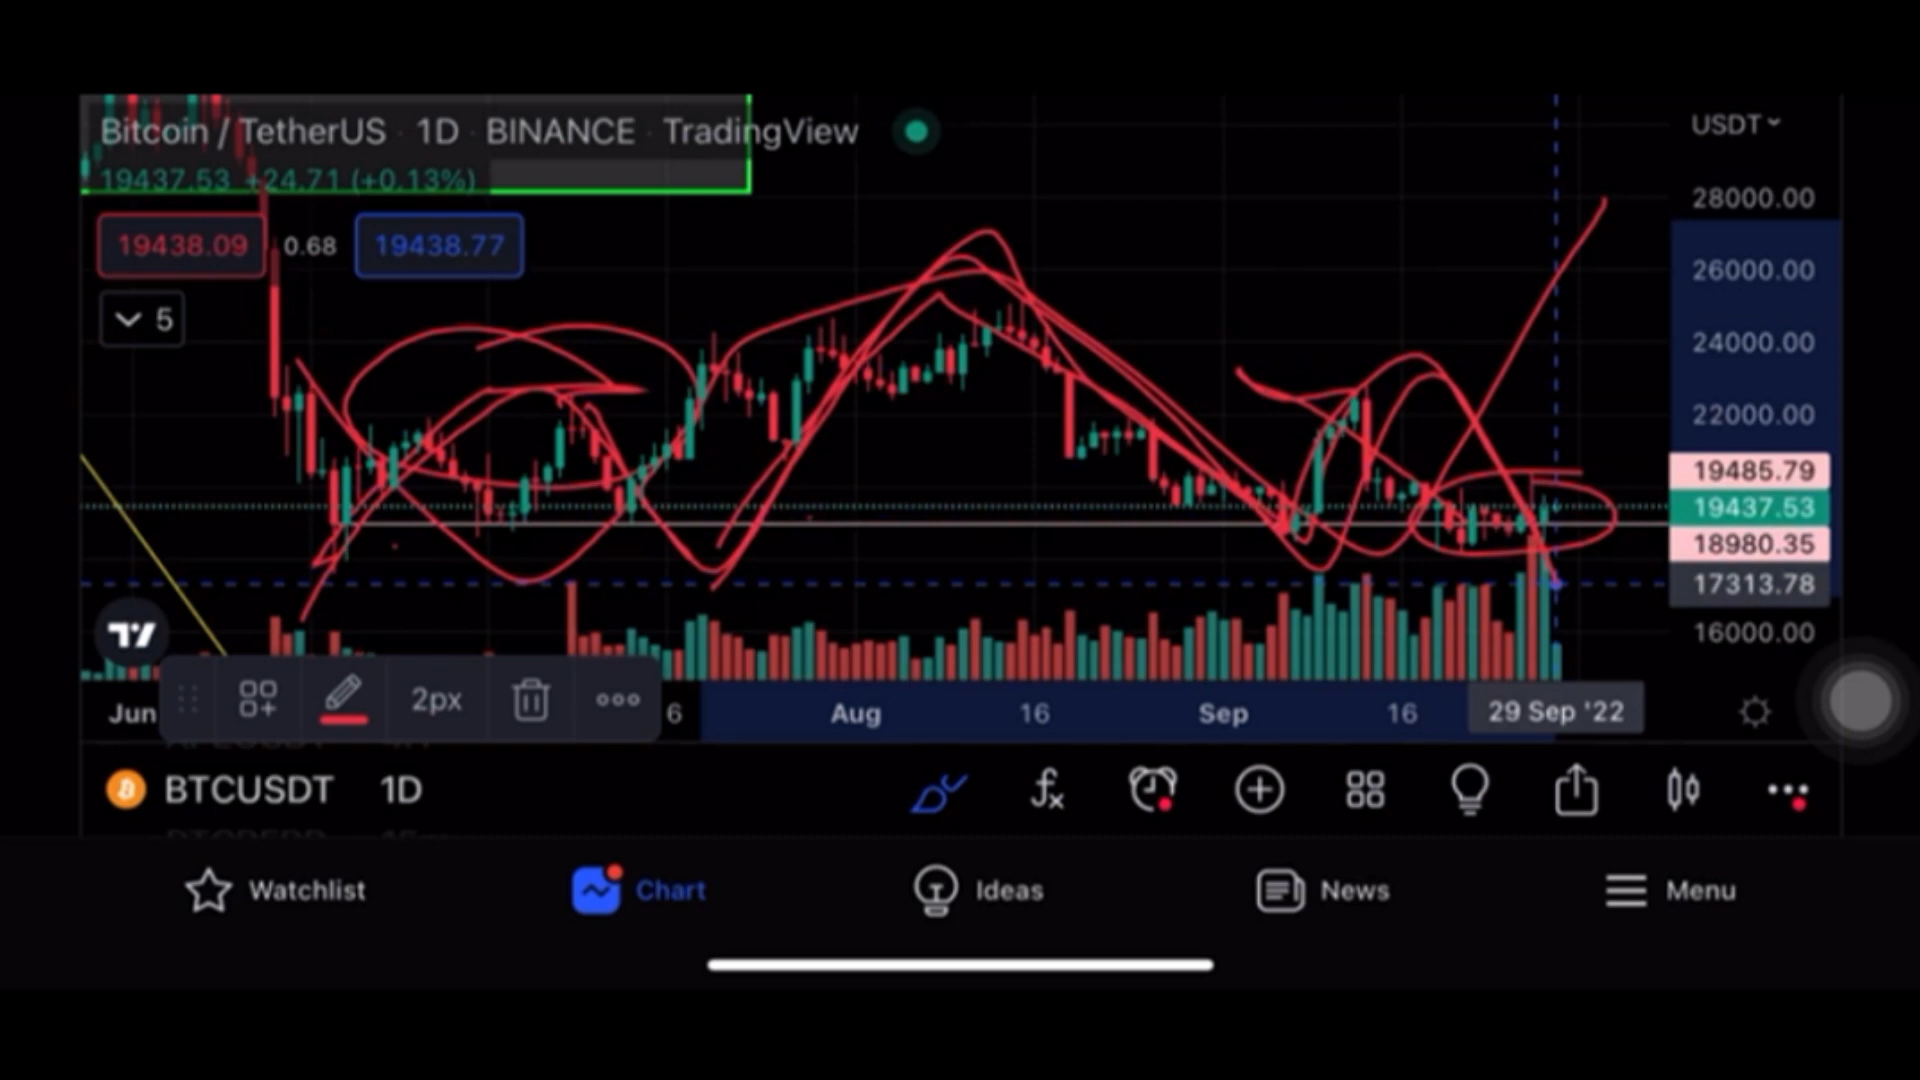 Bitcoin / TetherUS · 1D · BINANCE · TradingView
USDT
19437.53 +24.71 (+0.13%)
28000.00
19438.09 0.68 19438.77
26000.00
5
24000.00
22000.00
19485.79
19437.53
18980.35
17313.78
16000.00
2px
Jun 6 Aug 16 Sep 16 29 Sep '22
BTCUSDT 1D
Watchlist Chart Ideas News Menu